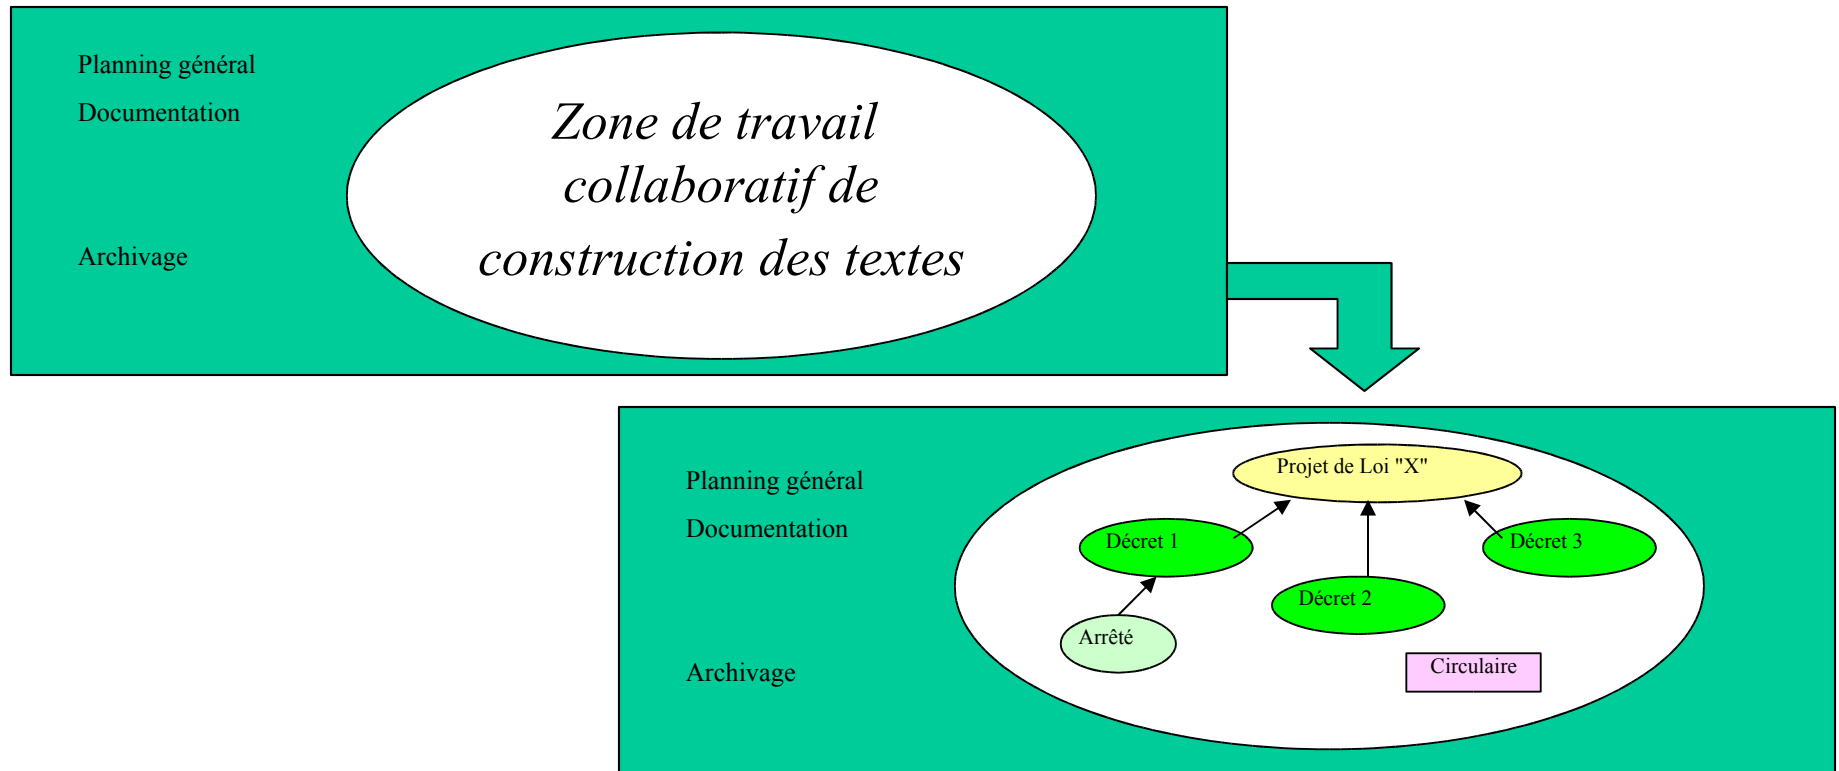 Planning général
Documentation
Archivage
Zone de travail
collaboratif de
construction des textes
Planning général
Documentation
Archivage
Projet de Loi "X"
Décret 1
Décret 3
Décret 2
Arrêté
Circulaire